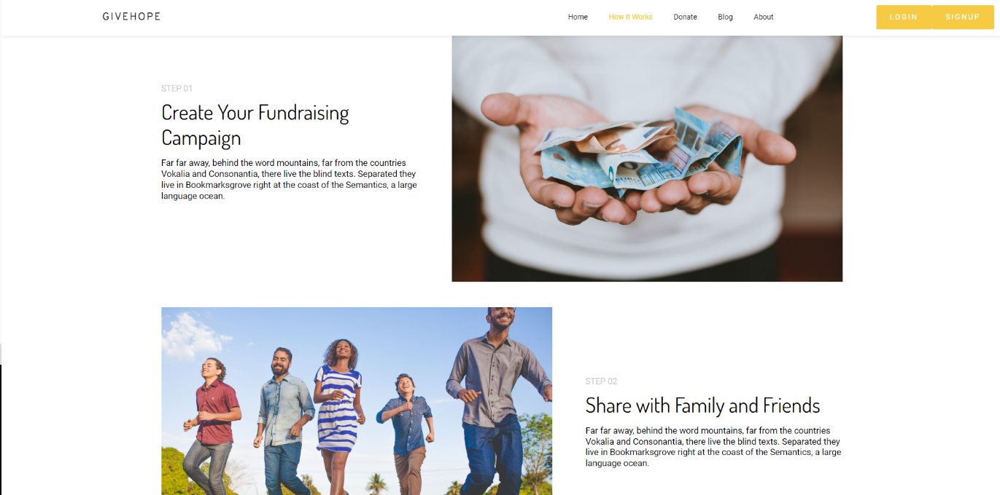 GIVEHOPE
Home How It Works Donate Blog About
LOGIN SIGNUP
STEP 01
Create Your Fundraising
Campaign
Far far away, behind the word mountains, far from the countries
Vokalia and Consonantia, there live the blind texts. Separated they
live in Bookmarksgrove right at the coast of the Semantics, a large
language ocean.
EURO
STEP 02
Share with Family and Friends
Far far away, behind the word mountains, far from the countries
Vokalia and Consonantia, there live the blind texts. Separated they
live in Bookmarksgrove right at the coast of the Semantics, a large
language ocean.